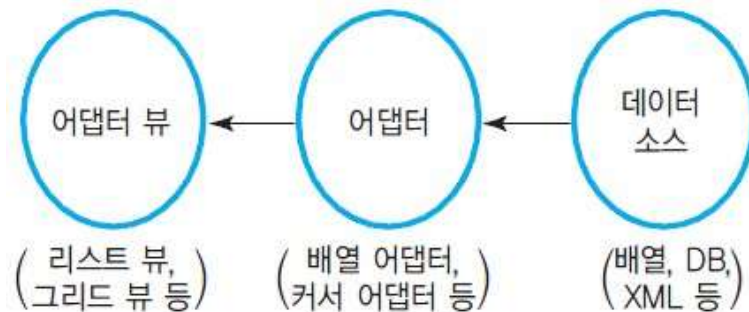 어댑터 뷰
어댑터
데이터
소스
(리스트 뷰,
그리드 뷰 등)
(배열 어댑터,
커서 어댑터 등)
(배열, DB,
XML 등)